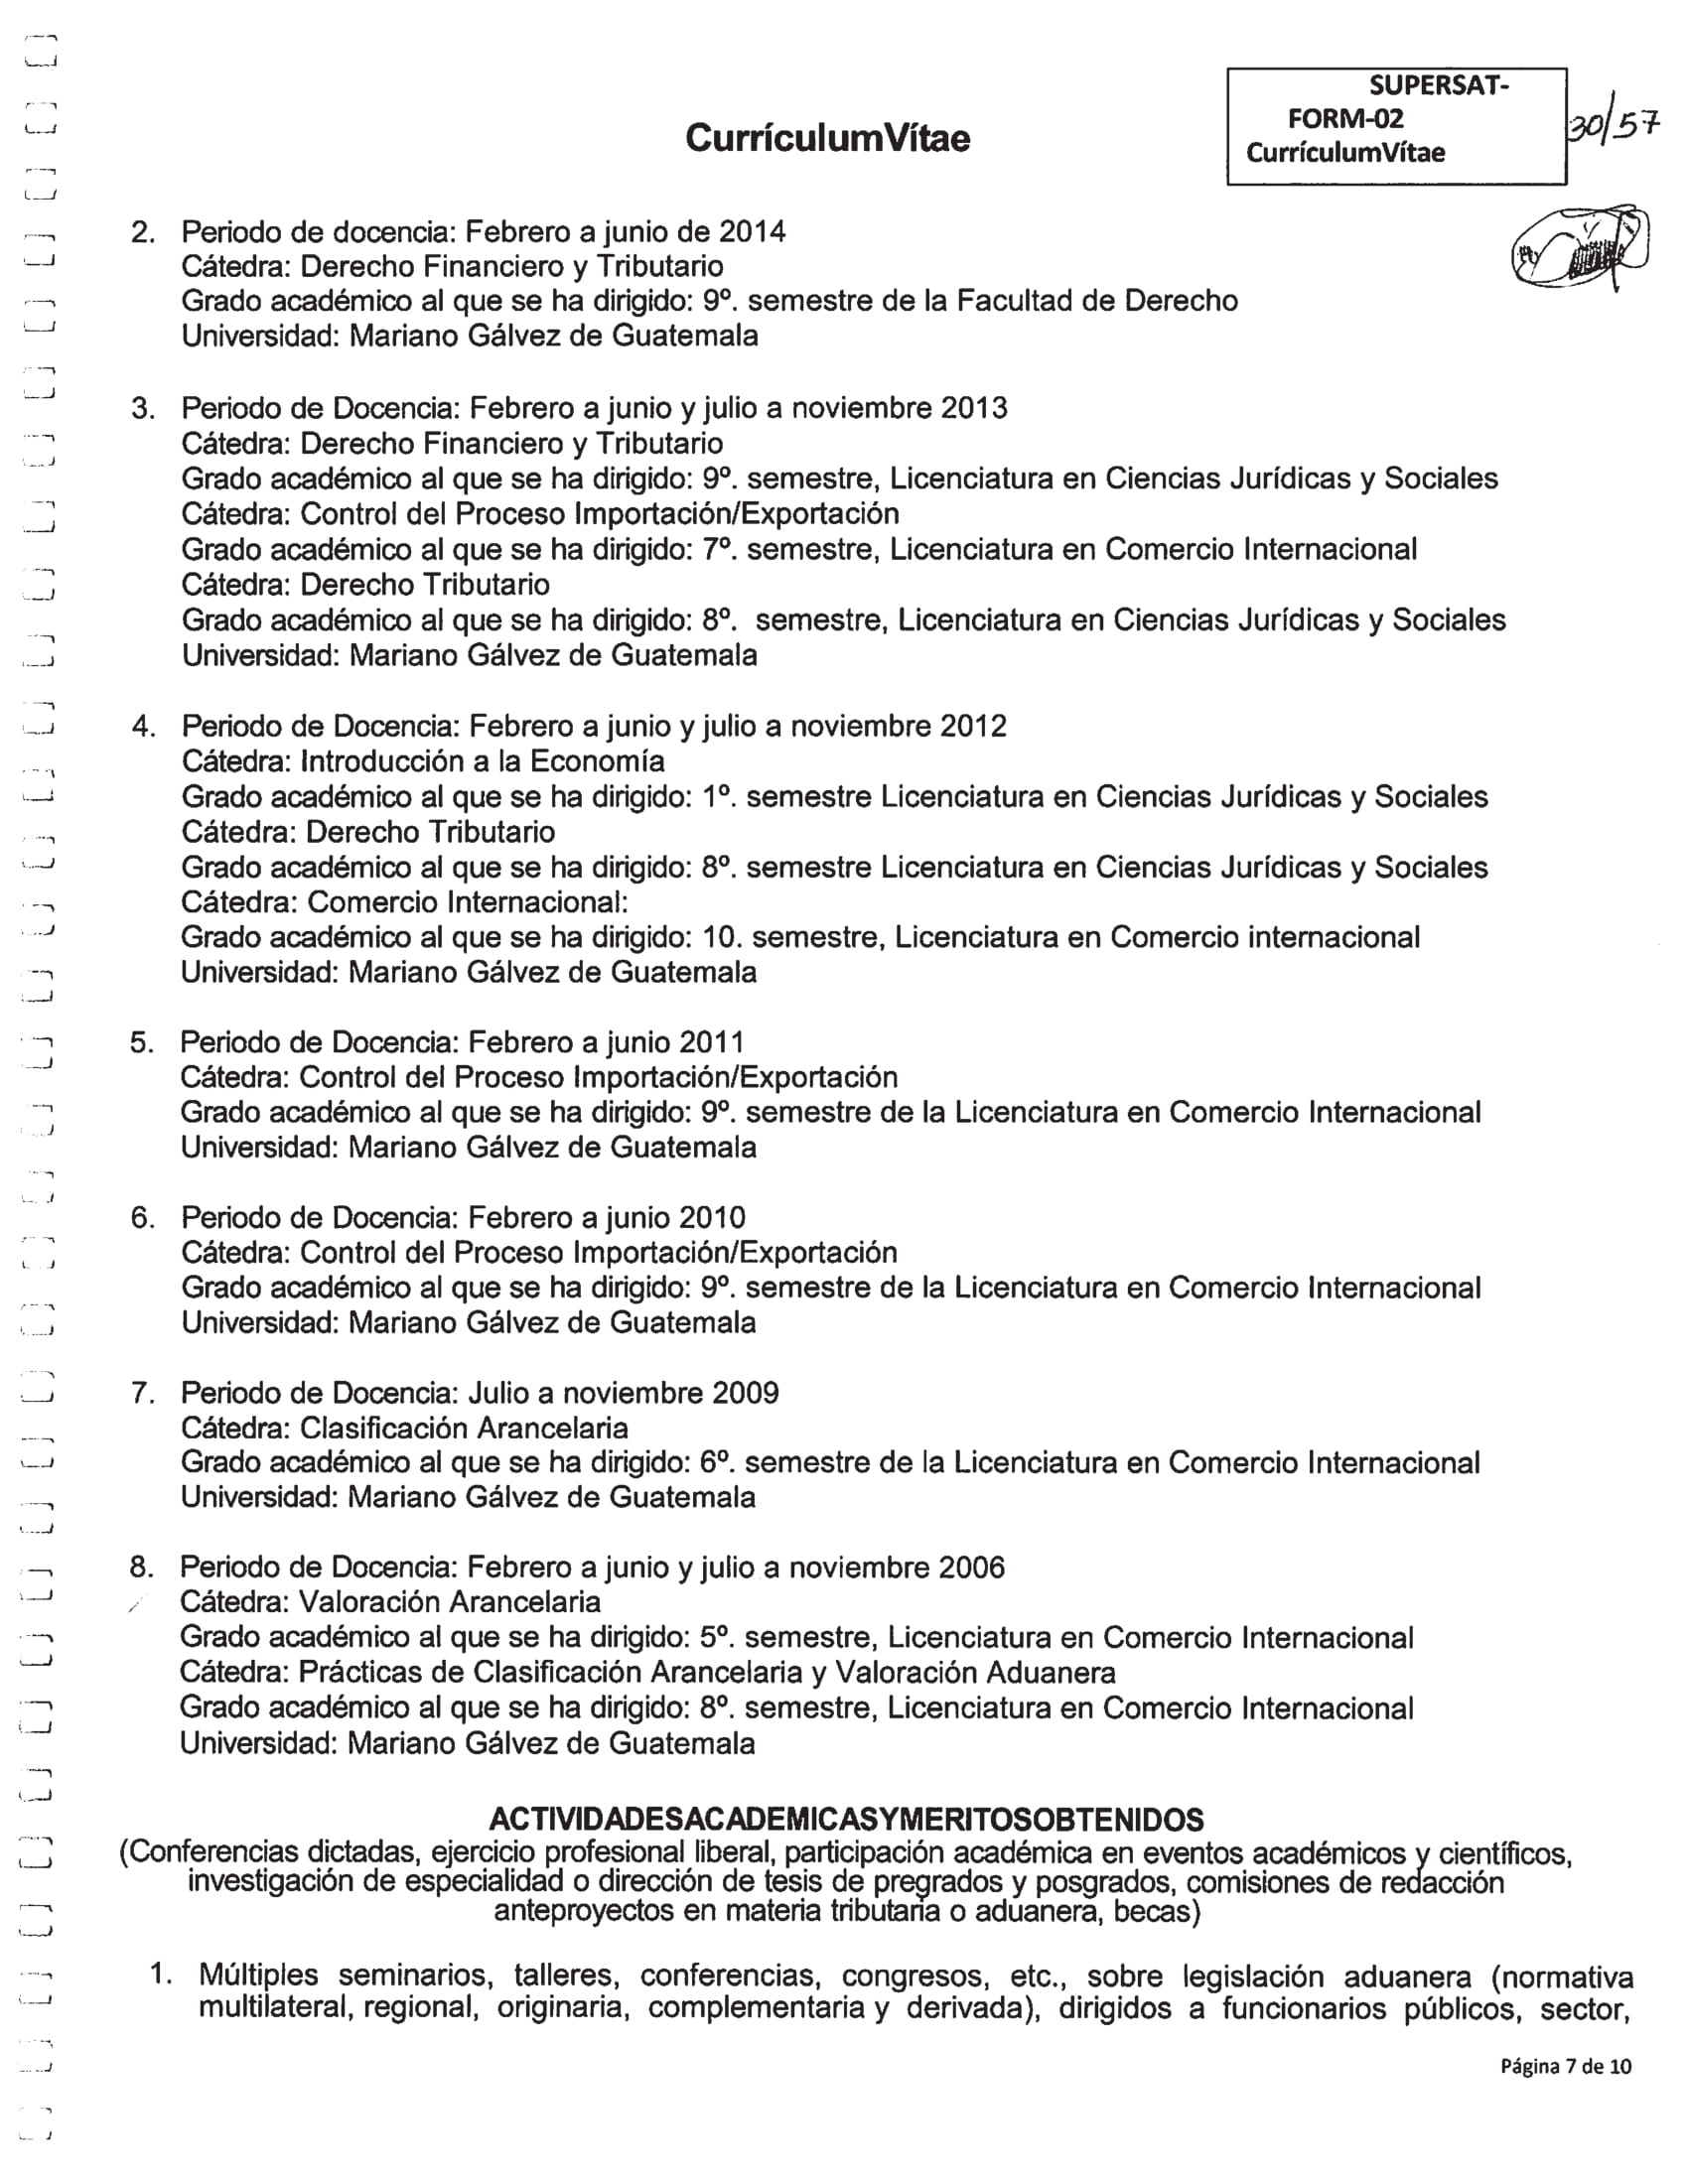 SUPERSAT-
FORM-02
CurrículumVítae
30/57
CurrículumVítae
2. Periodo de docencia: Febrero a junio de 2014
Cátedra: Derecho Financiero y Tributario
Grado académico al que se ha dirigido: 9º. semestre de la Facultad de Derecho
Universidad: Mariano Gálvez de Guatemala
3. Periodo de Docencia: Febrero a junio y julio a noviembre 2013
Cátedra: Derecho Financiero y Tributario
Grado académico al que se ha dirigido: 9º. semestre, Licenciatura en Ciencias Jurídicas y Sociales
Cátedra: Control del Proceso Importación/Exportación
Grado académico al que se ha dirigido: 7º. semestre, Licenciatura en Comercio Internacional
Cátedra: Derecho Tributario
Grado académico al que se ha dirigido: 8º. semestre, Licenciatura en Ciencias Jurídicas y Sociales
Universidad: Mariano Gálvez de Guatemala
4. Periodo de Docencia: Febrero a junio y julio a noviembre 2012
Cátedra: Introducción a la Economía
Grado académico al que se ha dirigido: 1º. semestre Licenciatura en Ciencias Jurídicas y Sociales
Cátedra: Derecho Tributario
Grado académico al que se ha dirigido: 8º. semestre Licenciatura en Ciencias Jurídicas y Sociales
Cátedra: Comercio Internacional:
Grado académico al que se ha dirigido: 10. semestre, Licenciatura en Comercio internacional
Universidad: Mariano Gálvez de Guatemala
5. Periodo de Docencia: Febrero a junio 2011
Cátedra: Control del Proceso Importación/Exportación
Grado académico al que se ha dirigido: 9º. semestre de la Licenciatura en Comercio Internacional
Universidad: Mariano Gálvez de Guatemala
6. Periodo de Docencia: Febrero a junio 2010
Cátedra: Control del Proceso Importación/Exportación
Grado académico al que se ha dirigido: 9º. semestre de la Licenciatura en Comercio Internacional
Universidad: Mariano Gálvez de Guatemala
7. Periodo de Docencia: Julio a noviembre 2009
Cátedra: Clasificación Arancelaria
Grado académico al que se ha dirigido: 6º. semestre de la Licenciatura en Comercio Internacional
Universidad: Mariano Gálvez de Guatemala
8. Periodo de Docencia: Febrero a junio y julio a noviembre 2006
Cátedra: Valoración Arancelaria
Grado académico al que se ha dirigido: 5º. semestre, Licenciatura en Comercio Internacional
Cátedra: Prácticas de Clasificación Arancelaria y Valoración Aduanera
Grado académico al que se ha dirigido: 8º. semestre, Licenciatura en Comercio Internacional
Universidad: Mariano Gálvez de Guatemala
ACTIVIDADESACADEMICASYMERITOSOBTENIDOS
(Conferencias dictadas, ejercicio profesional liberal, participación académica en eventos académicos y científicos,
investigación de especialidad o dirección de tesis de pregrados y posgrados, comisiones de redacción
anteproyectos en materia tributaria o aduanera, becas)
1. Múltiples seminarios, talleres, conferencias, congresos, etc., sobre legislación aduanera (normativa
multilateral, regional, originaria, complementaria y derivada), dirigidos a funcionarios públicos, sector,
Página 7 de 10